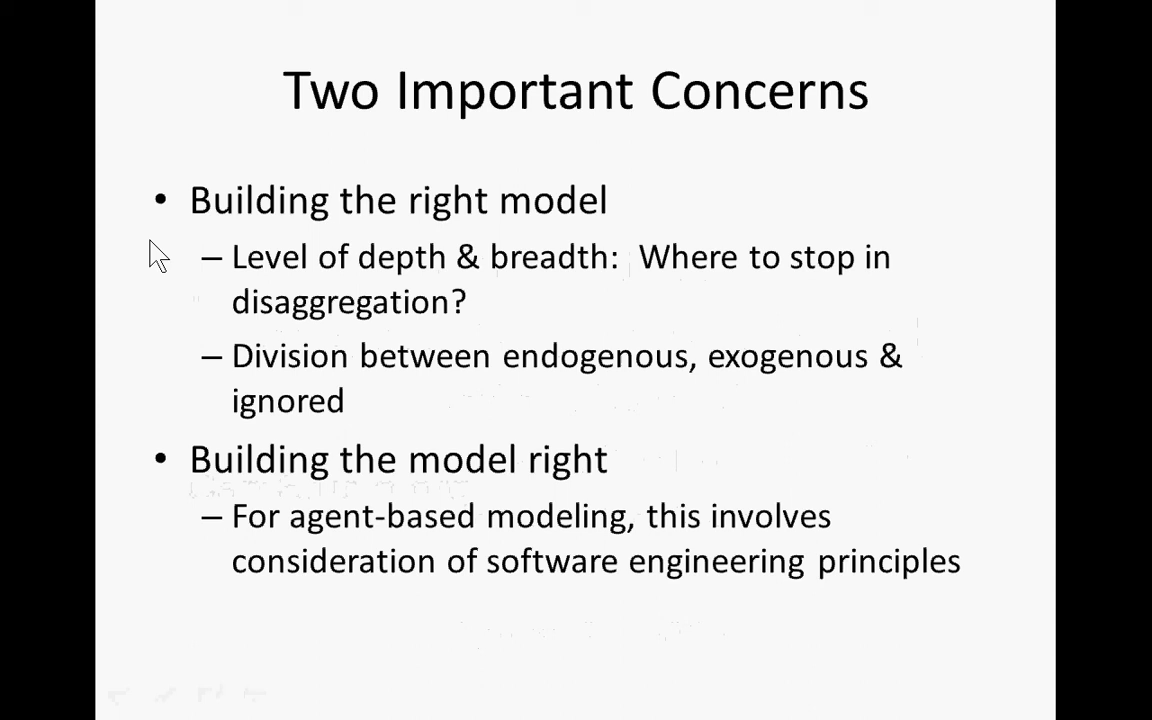 Two Important Concerns
• Building the right model
– Level of depth & breadth: Where to stop in
disaggregation?
– Division between endogenous, exogenous &
ignored
• Building the model right
– For agent-based modeling, this involves
consideration of software engineering principles